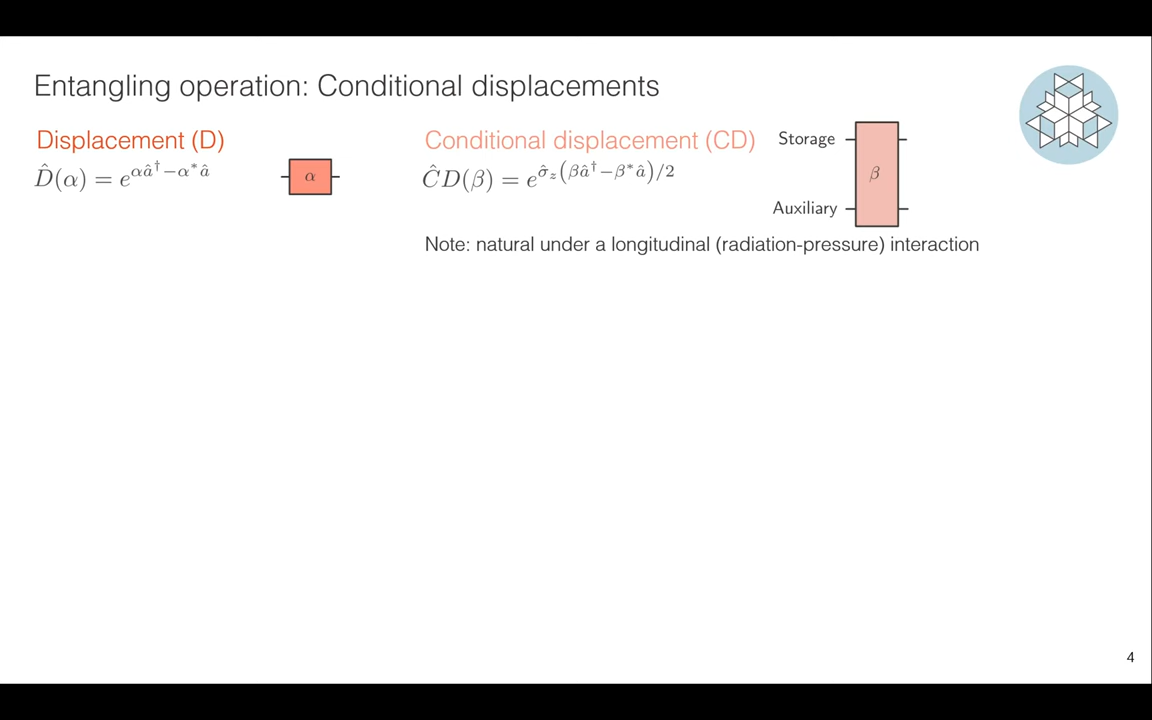 Entangling operation: Conditional displacements
Displacement (D)
D̂(α) = e^{αâ†−α*â}
α
Conditional displacement (CD)
ĈD(β) = e^{σ̂_z(βâ†−β*â)/2}
Storage
β
Auxiliary
Note: natural under a longitudinal (radiation-pressure) interaction
4